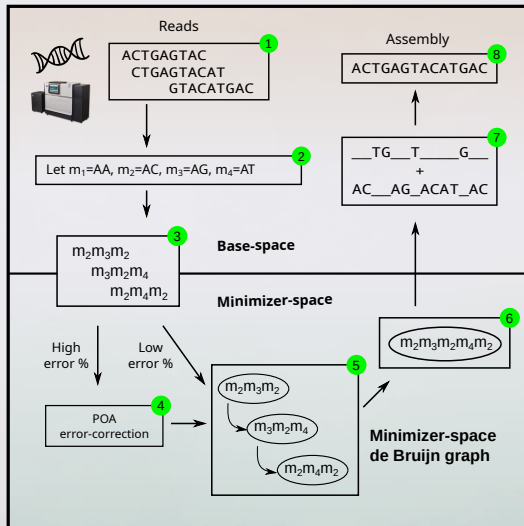 Reads
1
ACTGAGTAC
CTGAGTACAT
GTACATGAC
2
Let m₁=AA, m₂=AC, m₃=AG, m₄=AT
3
m₂m₃m₂
m₃m₂m₄
m₂m₄m₂
Base-space
Minimizer-space
High
error %
Low
error %
4
POA
error-correction
5
m₂m₃m₂
m₃m₂m₄
m₂m₄m₂
Minimizer-space
de Bruijn graph
6
m₂m₃m₂m₄m₂
7
___TG___T_____G___
+
AC___AG_ACAT__AC
Assembly
8
ACTGAGTACATGAC